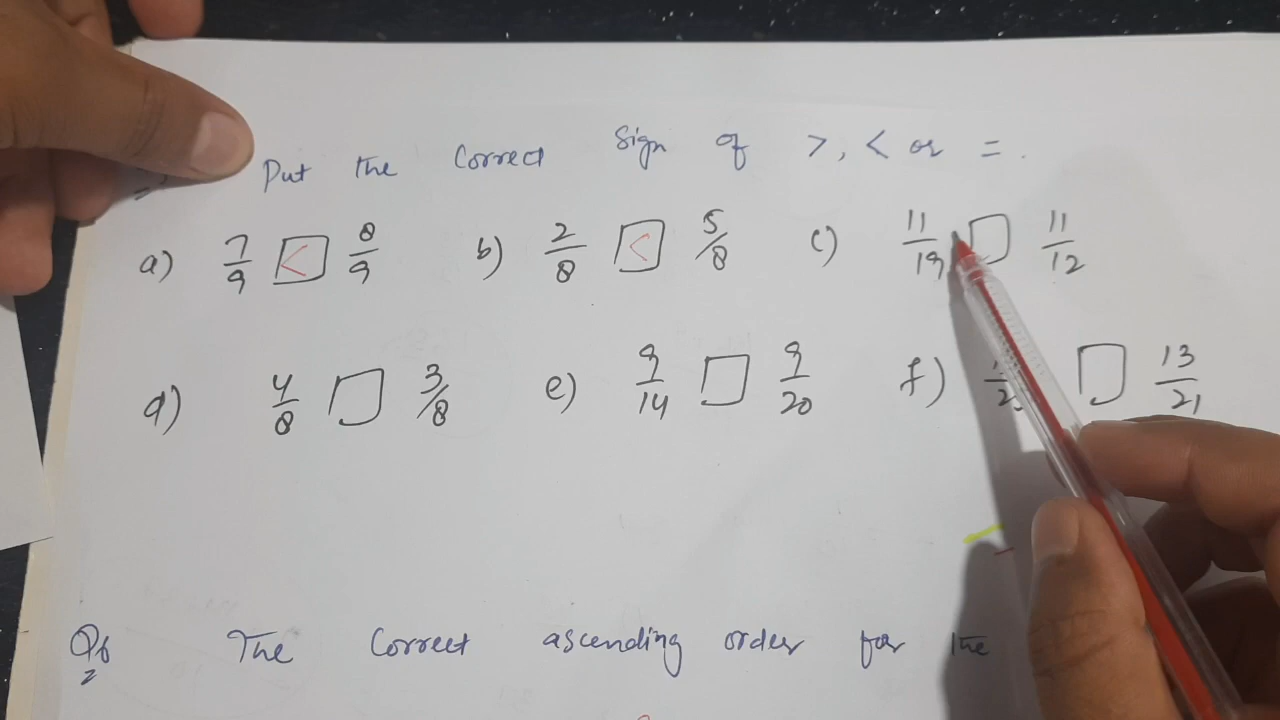 Put the Correct Sign of >, < or = .
a) 7/9 < 8/9 b) 2/8 < 5/8 c) 11/19 □ 11/12
d) 4/8 □ 3/8 e) 9/14 □ 9/20 f) □ 13/21
Q6 The Correct ascending order for the